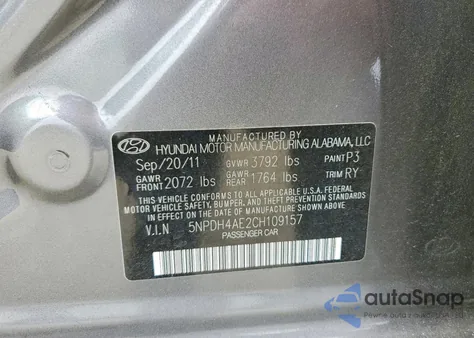 MANUFACTURED BY
HYUNDAI MOTOR MANUFACTURING ALABAMA, LLC
Sep/20/11 GVWR 3792 lbs PAINT P3
GAWR FRONT 2072 lbs GAWR REAR 1764 lbs TRIM RY
THIS VEHICLE CONFORMS TO ALL APPLICABLE U.S.A. FEDERAL
MOTOR VEHICLE SAFETY, BUMPER, AND THEFT PREVENTION
STANDARDS IN EFFECT ON THE DATE OF MANUFACTURE SHOWN ABOVE.
V.I.N 5NPDH4AE2CH109157
PASSENGER CAR
autoSnap